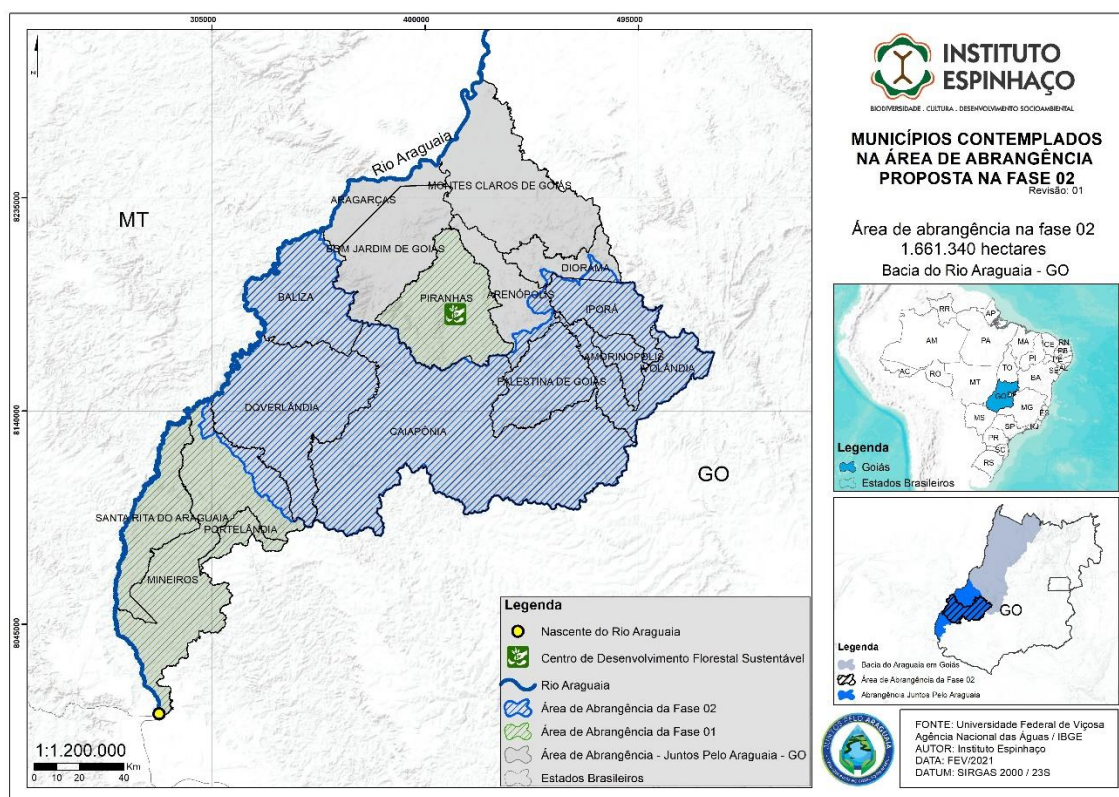 305000
400000
495000
8235000
8140000
8045000
N
MT
GO
Rio Araguaia
MONTES CLAROS DE GOIÁS
ARAGARÇAS
BOM JARDIM DE GOIÁS
DIORAMA
BALIZA
PIRANHAS
ARENÓPOLIS
IPORÁ
AMORINÓPOLIS
IVOLÂNDIA
PALESTINA DE GOIÁS
DOVERLÂNDIA
CAIAPÔNIA
SANTA RITA DO ARAGUAIA
PORTELÂNDIA
MINEIROS
1:1.200.000
0 10 20 40
Km
Legenda
Nascente do Rio Araguaia
Centro de Desenvolvimento Florestal Sustentável
Rio Araguaia
Área de Abrangência da Fase 02
Área de Abrangência da Fase 01
Área de Abrangência - Juntos Pelo Araguaia - GO
Estados Brasileiros
INSTITUTO
ESPINHAÇO
BIODIVERSIDADE . CULTURA . DESENVOLVIMENTO SOCIOAMBIENTAL
MUNICÍPIOS CONTEMPLADOS
NA ÁREA DE ABRANGÊNCIA
PROPOSTA NA FASE 02
Revisão: 01
Área de abrangência na fase 02
1.661.340 hectares
Bacia do Rio Araguaia - GO
RR
AP
AM
PA
MA
CE
RN
PB
PE
AL
SE
PI
TO
AC
RO
MT
BA
GO
DF
MG
ES
MS
SP
RJ
PR
SC
RS
Legenda
Goiás
Estados Brasileiros
GO
Legenda
Bacia do Araguaia em Goiás
Área de Abrangência da Fase 02
Abrangência Juntos Pelo Araguaia
JUNTOS PELO ARAGUAIA
FONTE: Universidade Federal de Viçosa
Agência Nacional das Águas / IBGE
AUTOR: Instituto Espinhaço
DATA: FEV/2021
DATUM: SIRGAS 2000 / 23S